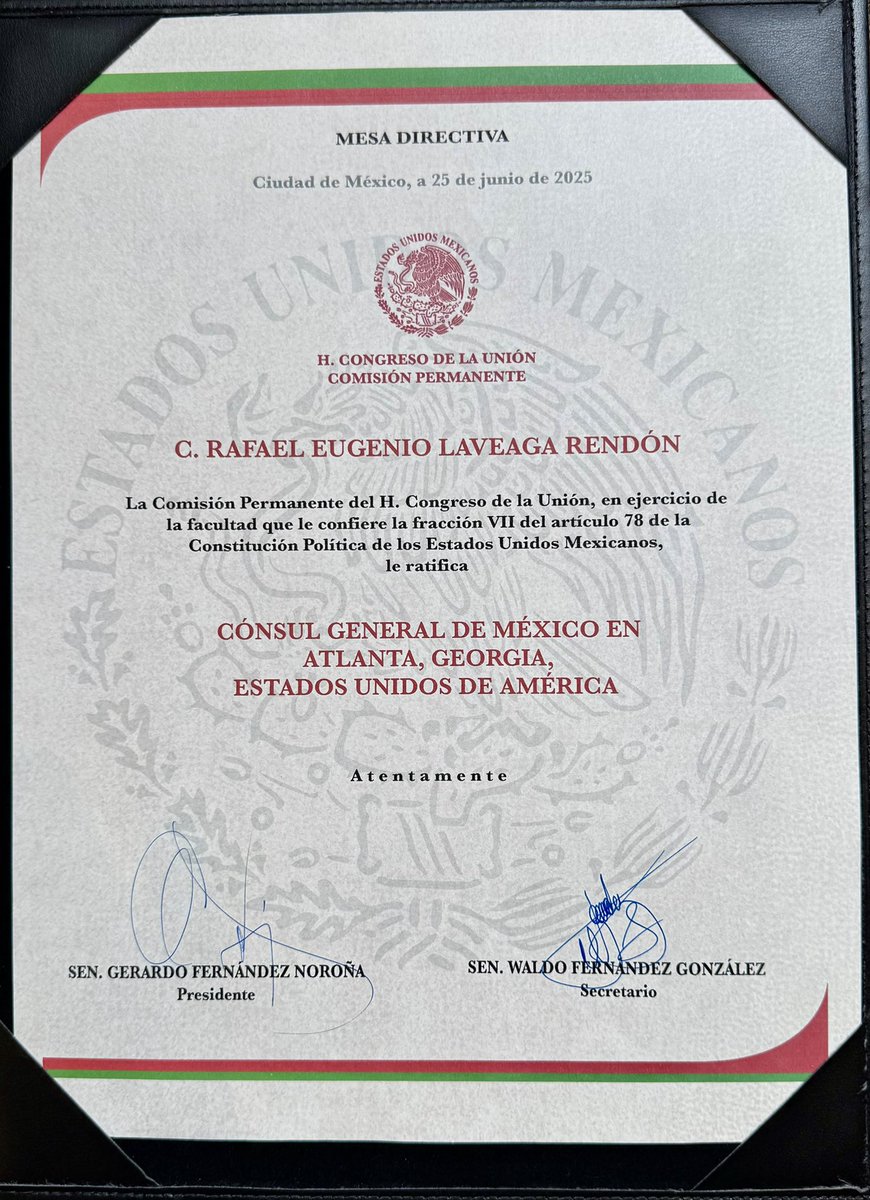 MESA DIRECTIVA
Ciudad de México, a 25 de junio de 2025
ESTADOS UNIDOS MEXICANOS
ESTADOS UNIDOS MEXICANOS
H. CONGRESO DE LA UNIÓN
COMISIÓN PERMANENTE
C. RAFAEL EUGENIO LAVEAGA RENDÓN
La Comisión Permanente del H. Congreso de la Unión, en ejercicio de
la facultad que le confiere la fracción VII del artículo 78 de la
Constitución Política de los Estados Unidos Mexicanos,
le ratifica
CÓNSUL GENERAL DE MÉXICO EN
ATLANTA, GEORGIA,
ESTADOS UNIDOS DE AMÉRICA
Atentamente
SEN. GERARDO FERNÁNDEZ NOROÑA
Presidente
SEN. WALDO FERNÁNDEZ GONZÁLEZ
Secretario